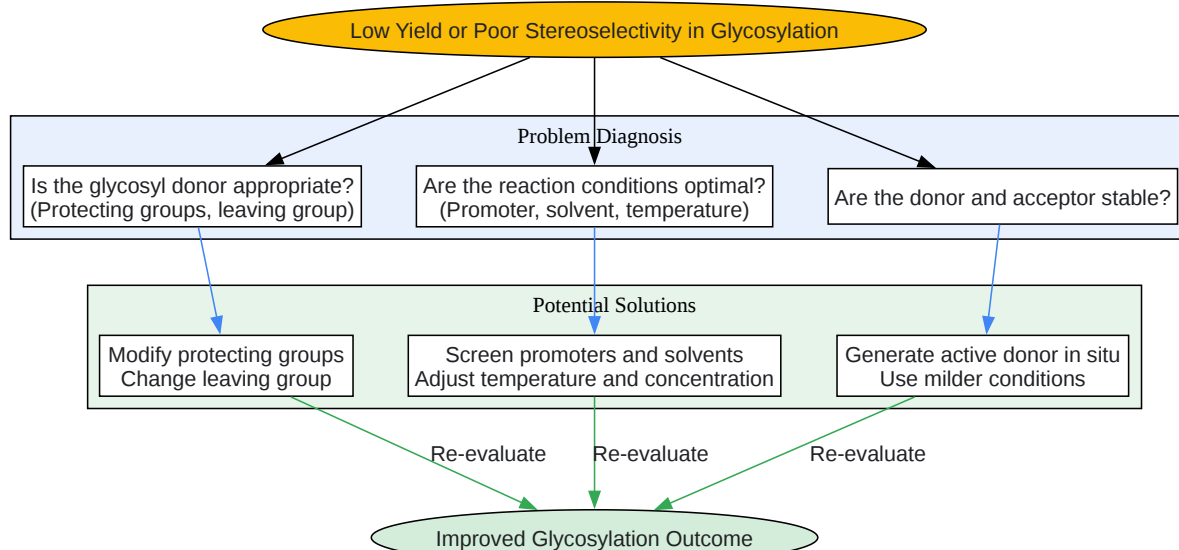 Low Yield or Poor Stereoselectivity in Glycosylation
Problem Diagnosis
Is the glycosyl donor appropriate?
(Protecting groups, leaving group)
Are the reaction conditions optimal?
(Promoter, solvent, temperature)
Are the donor and acceptor stable?
Potential Solutions
Modify protecting groups
Change leaving group
Screen promoters and solvents
Adjust temperature and concentration
Generate active donor in situ
Use milder conditions
Re-evaluate
Re-evaluate
Re-evaluate
Improved Glycosylation Outcome